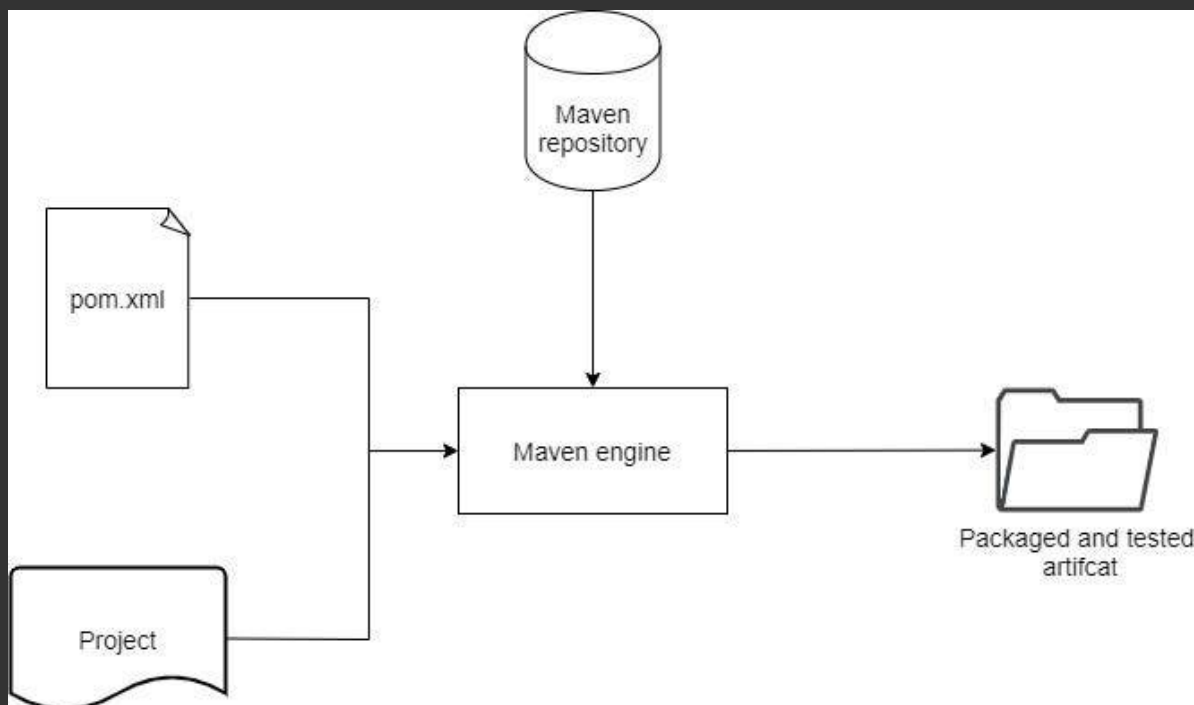 Maven
repository
pom.xml
Maven engine
Packaged and tested
artifcat
Project